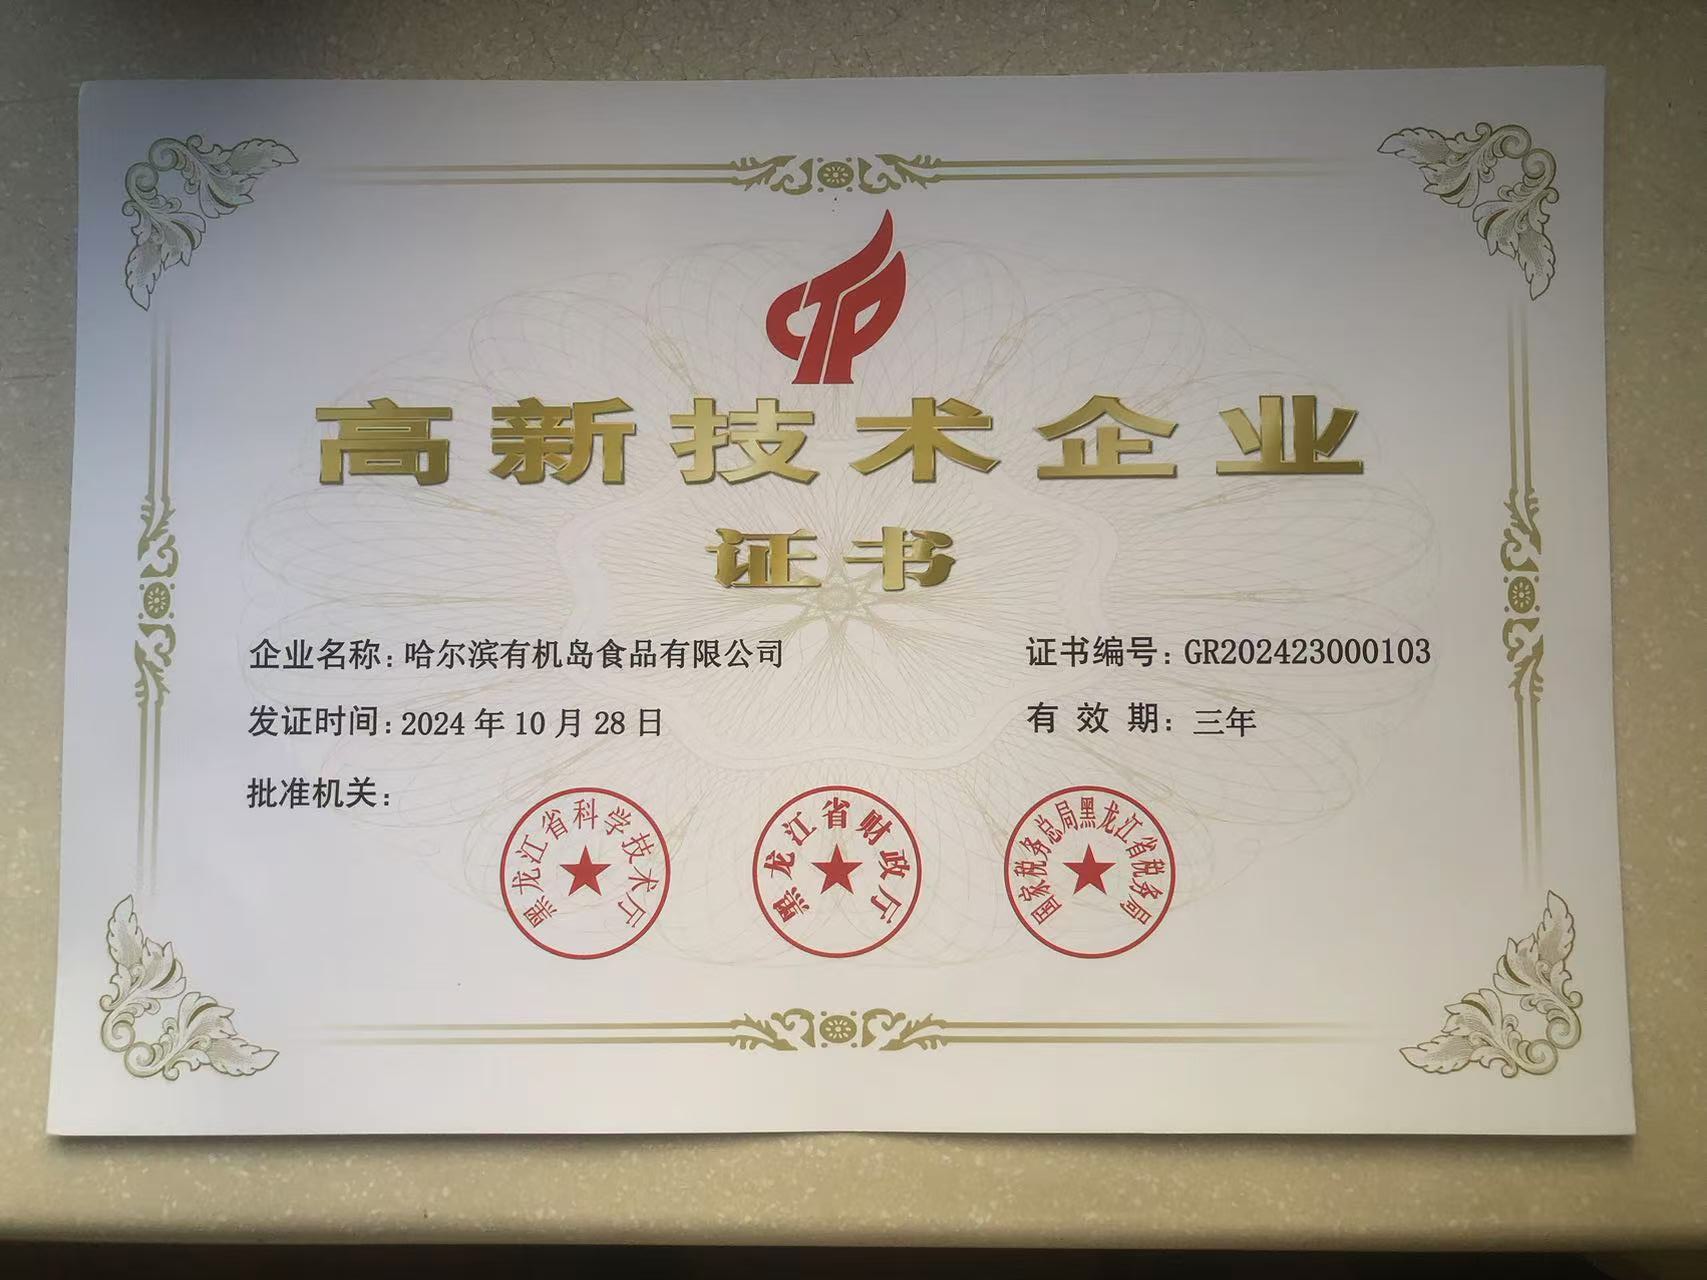 CTP
高新技术企业
证书
企业名称：哈尔滨有机岛食品有限公司
证书编号：GR202423000103
发证时间：2024年10月28日
有效期：三年
批准机关：
黑龙江省科学技术厅
黑龙江省财政厅
国家税务总局黑龙江省税务局